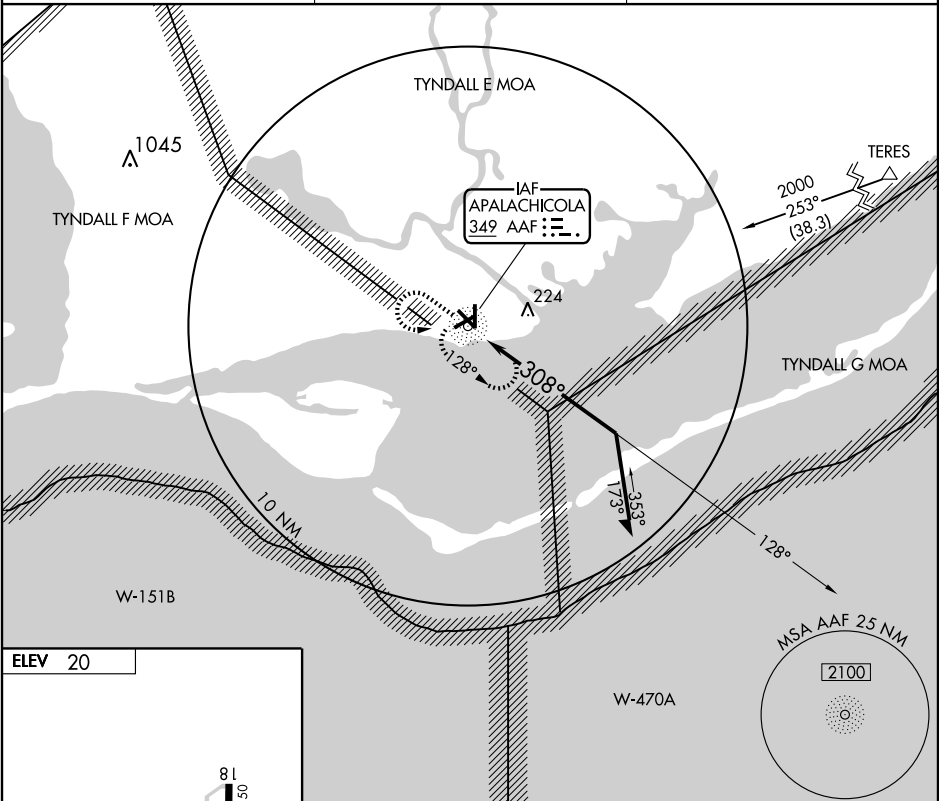 TYNDALL E MOA
1045
TERES
2000
253°
(38.3)
IAF
APALACHICOLA
349 AAF
TYNDALL F MOA
224
128°
308°
TYNDALL G MOA
353°
173°
10 NM
128°
W-151B
MSA AAF 25 NM
2100
ELEV 20
W-470A
18
50